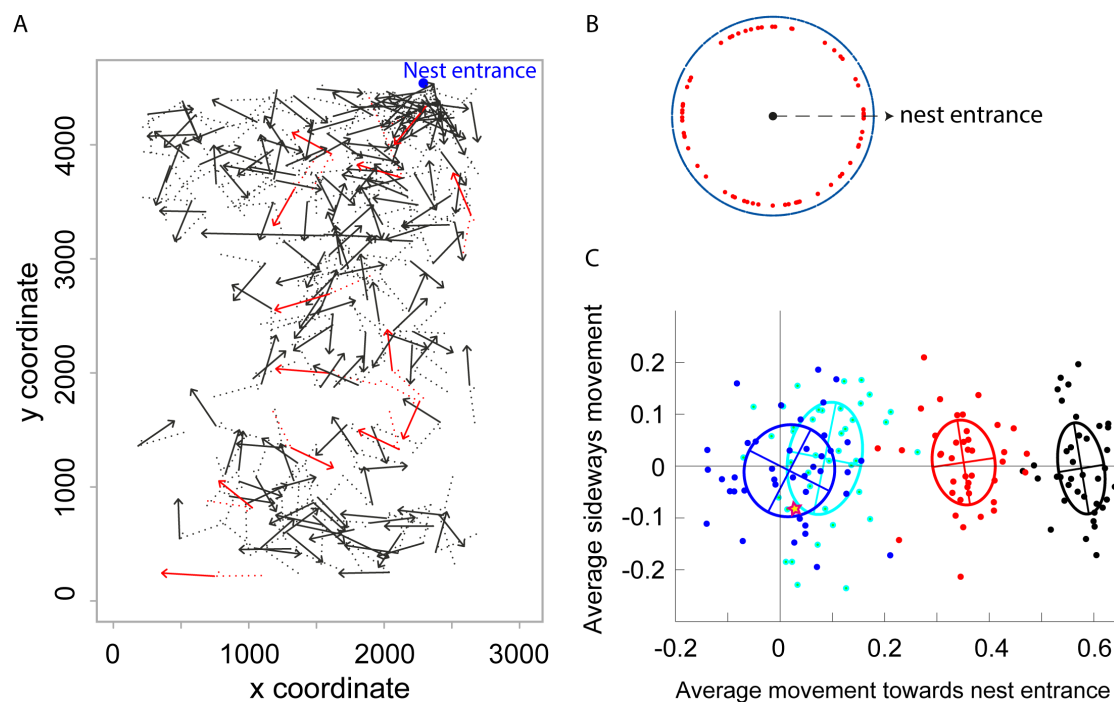 A
Nest entrance
4000
3000
2000
1000
0
y coordinate
0
1000
2000
3000
x coordinate
B
nest entrance
C
0.2
0.1
0
-0.1
-0.2
Average sideways movement
-0.2
0
0.2
0.4
0.6
Average movement towards nest entrance